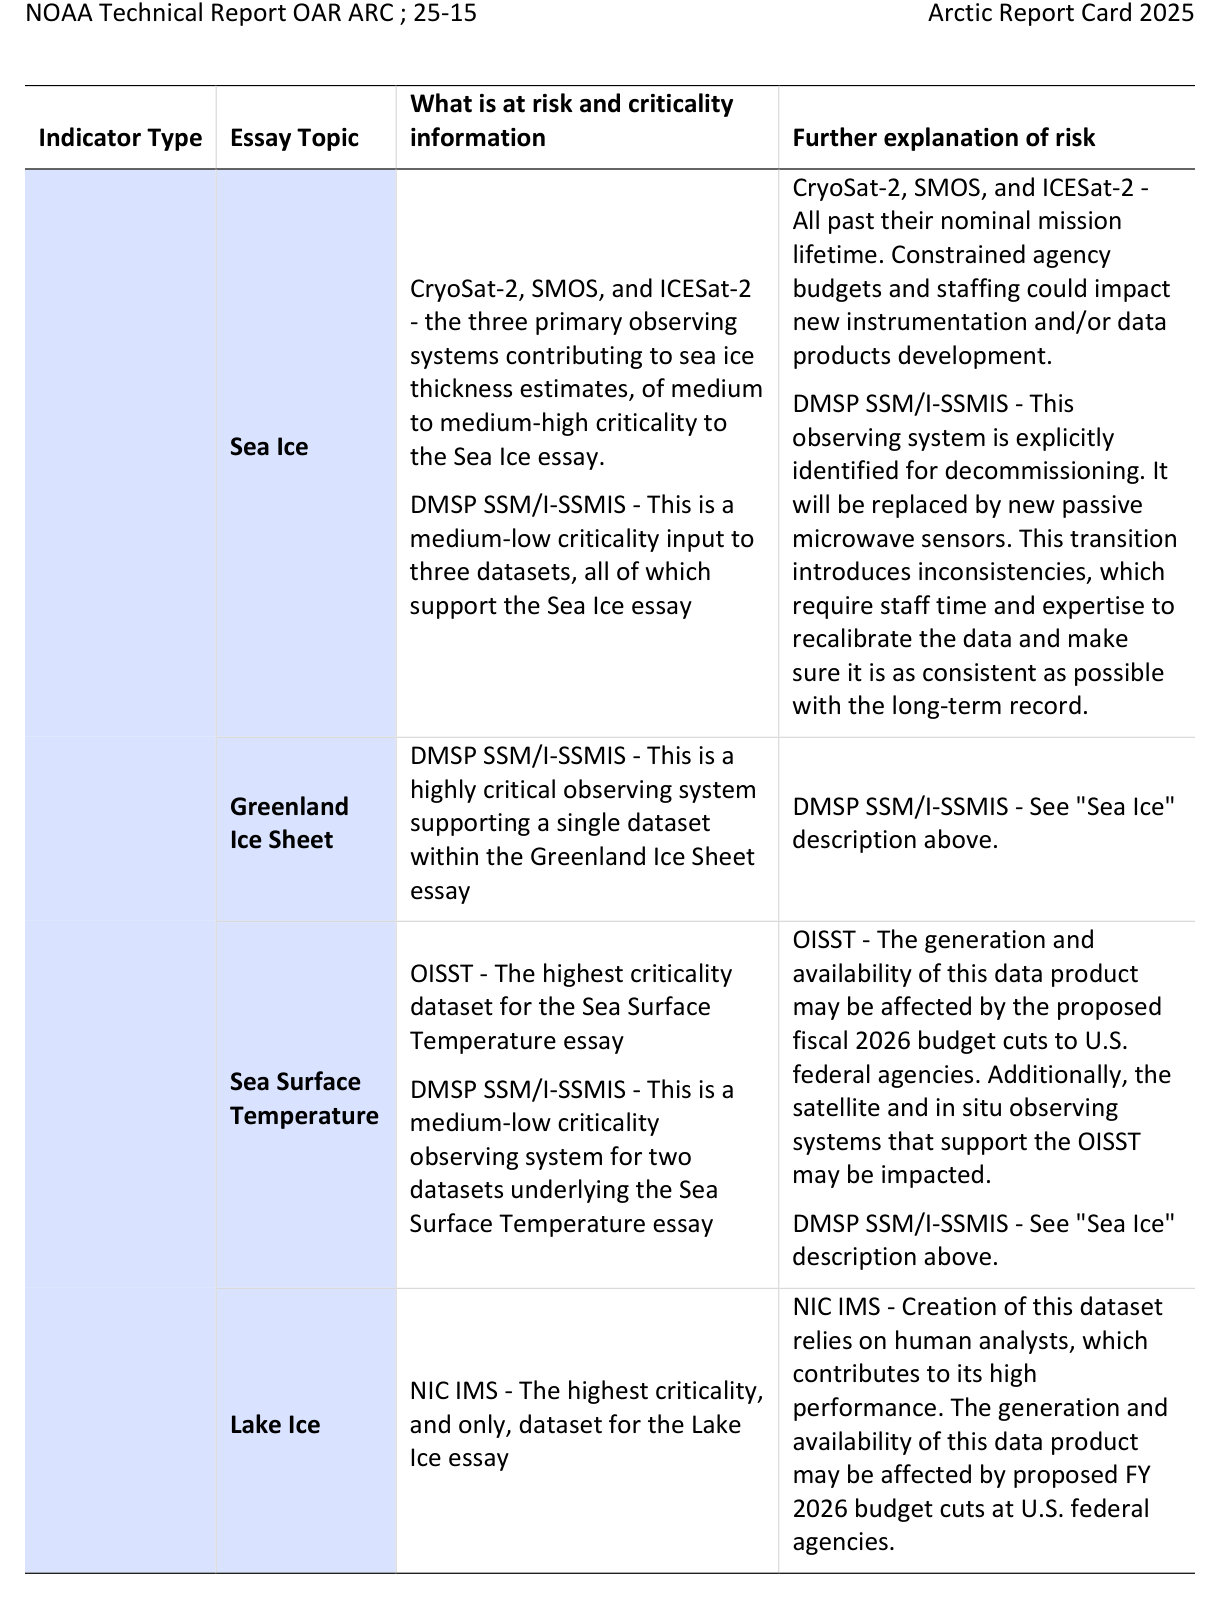 NOAA Technical Report OAR ARC ; 25-15
Arctic Report Card 2025
Indicator Type
Essay Topic
What is at risk and criticality
information
Further explanation of risk
Sea Ice
CryoSat-2, SMOS, and ICESat-2
- the three primary observing
systems contributing to sea ice
thickness estimates, of medium
to medium-high criticality to
the Sea Ice essay.
DMSP SSM/I-SSMIS - This is a
medium-low criticality input to
three datasets, all of which
support the Sea Ice essay
CryoSat-2, SMOS, and ICESat-2 -
All past their nominal mission
lifetime. Constrained agency
budgets and staffing could impact
new instrumentation and/or data
products development.
DMSP SSM/I-SSMIS - This
observing system is explicitly
identified for decommissioning. It
will be replaced by new passive
microwave sensors. This transition
introduces inconsistencies, which
require staff time and expertise to
recalibrate the data and make
sure it is as consistent as possible
with the long-term record.
Greenland
Ice Sheet
DMSP SSM/I-SSMIS - This is a
highly critical observing system
supporting a single dataset
within the Greenland Ice Sheet
essay
DMSP SSM/I-SSMIS - See "Sea Ice"
description above.
Sea Surface
Temperature
OISST - The highest criticality
dataset for the Sea Surface
Temperature essay
DMSP SSM/I-SSMIS - This is a
medium-low criticality
observing system for two
datasets underlying the Sea
Surface Temperature essay
OISST - The generation and
availability of this data product
may be affected by the proposed
fiscal 2026 budget cuts to U.S.
federal agencies. Additionally, the
satellite and in situ observing
systems that support the OISST
may be impacted.
DMSP SSM/I-SSMIS - See "Sea Ice"
description above.
Lake Ice
NIC IMS - The highest criticality,
and only, dataset for the Lake
Ice essay
NIC IMS - Creation of this dataset
relies on human analysts, which
contributes to its high
performance. The generation and
availability of this data product
may be affected by proposed FY
2026 budget cuts at U.S. federal
agencies.